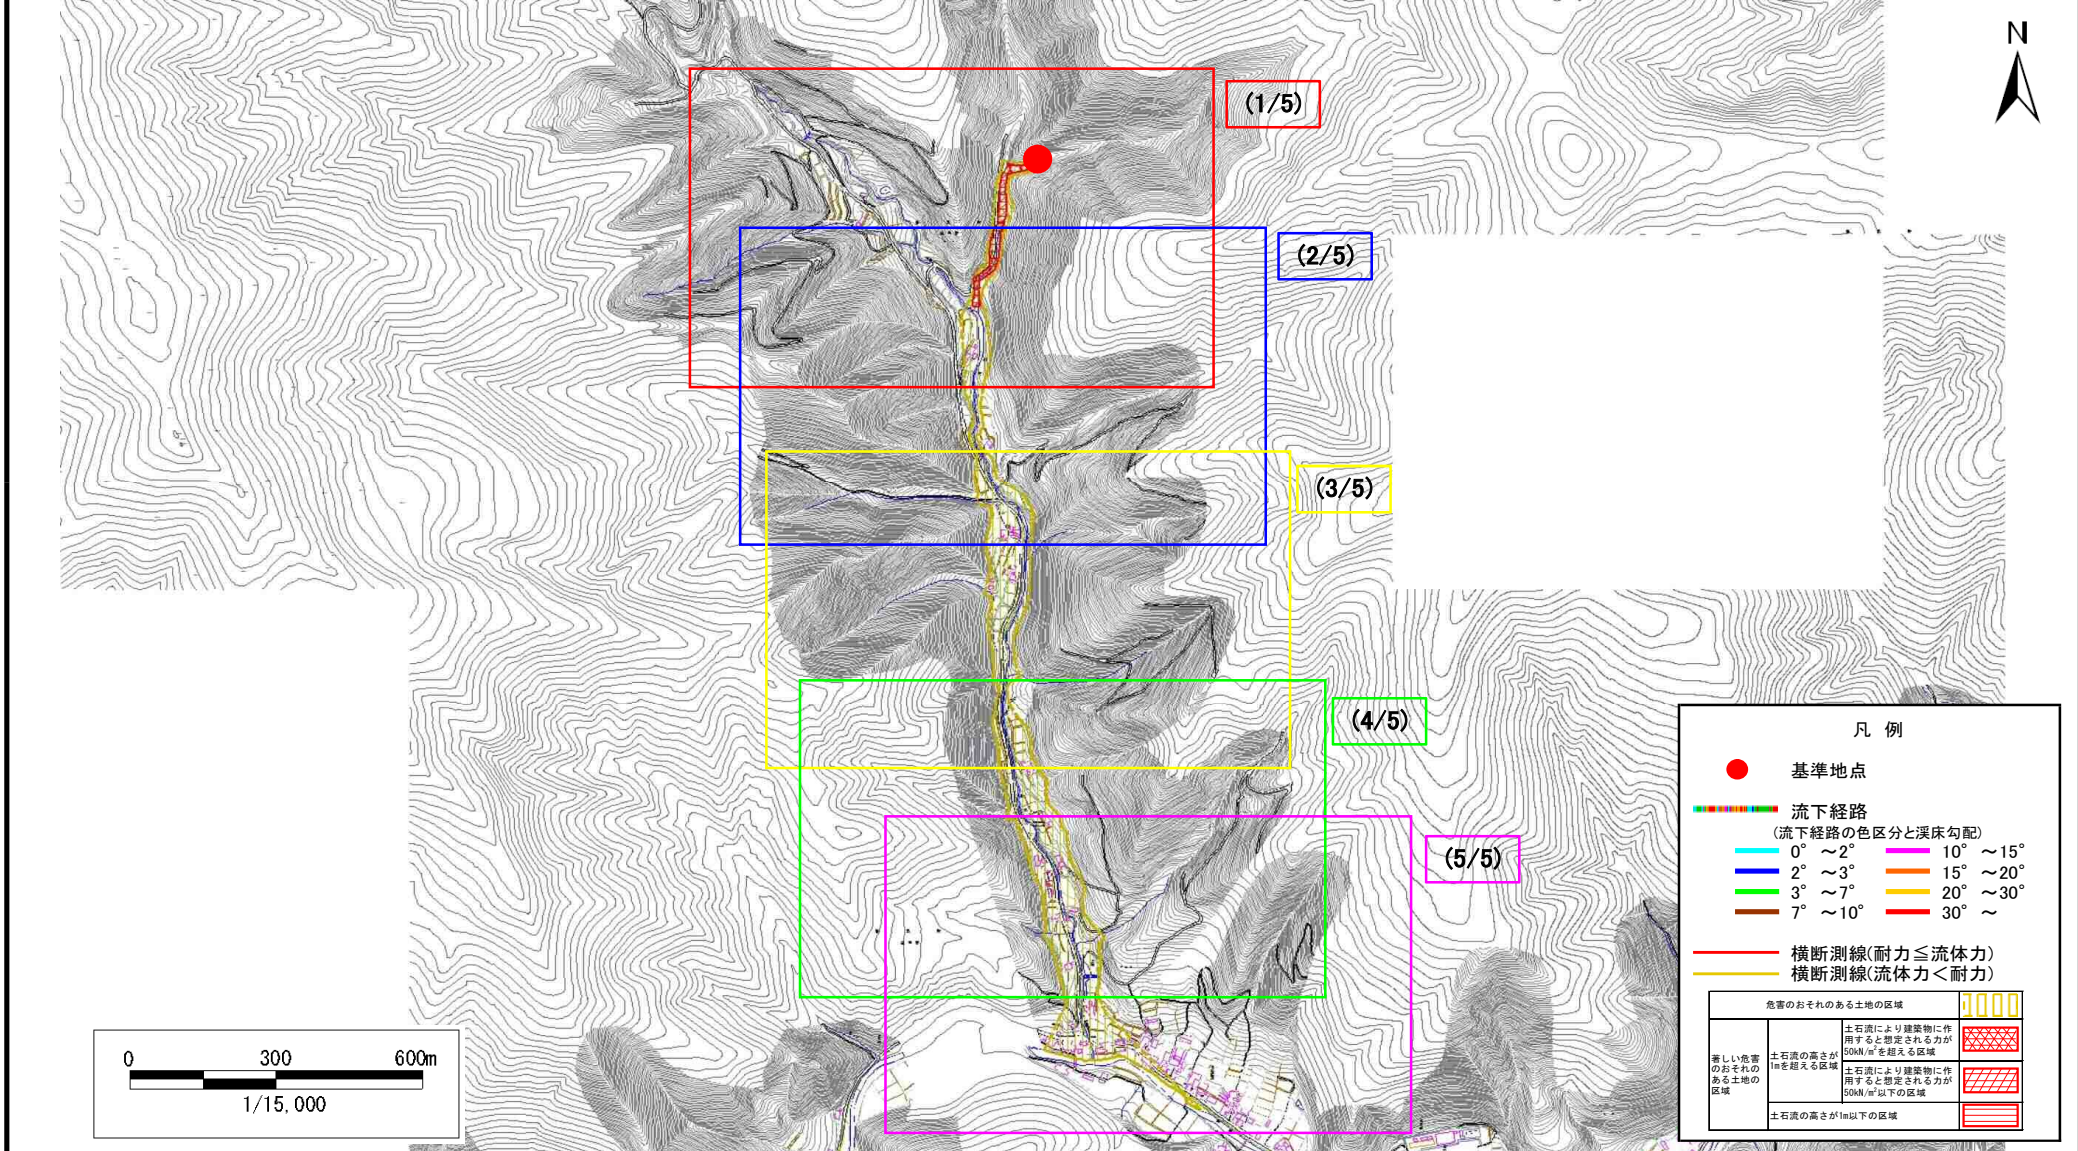 N
(1/5)
(2/5)
(3/5)
(4/5)
(5/5)
凡 例
基準地点
流下経路
(流下経路の色区分と渓床勾配)
0° ～2° 10° ～15°
2° ～3° 15° ～20°
3° ～7° 20° ～30°
7° ～10° 30° ～
横断測線(耐力≦流体力)
横断測線(流体力＜耐力)
危害のおそれのある土地の区域
著しい危害
のおそれの
ある土地の
区域
土石流の高さが
1mを超える区域
土石流により建築物に作
用すると想定される力が
50kN/㎡を超える区域
土石流により建築物に作
用すると想定される力が
50kN/㎡以下の区域
土石流の高さが1m以下の区域
0 300 600m
1/15,000